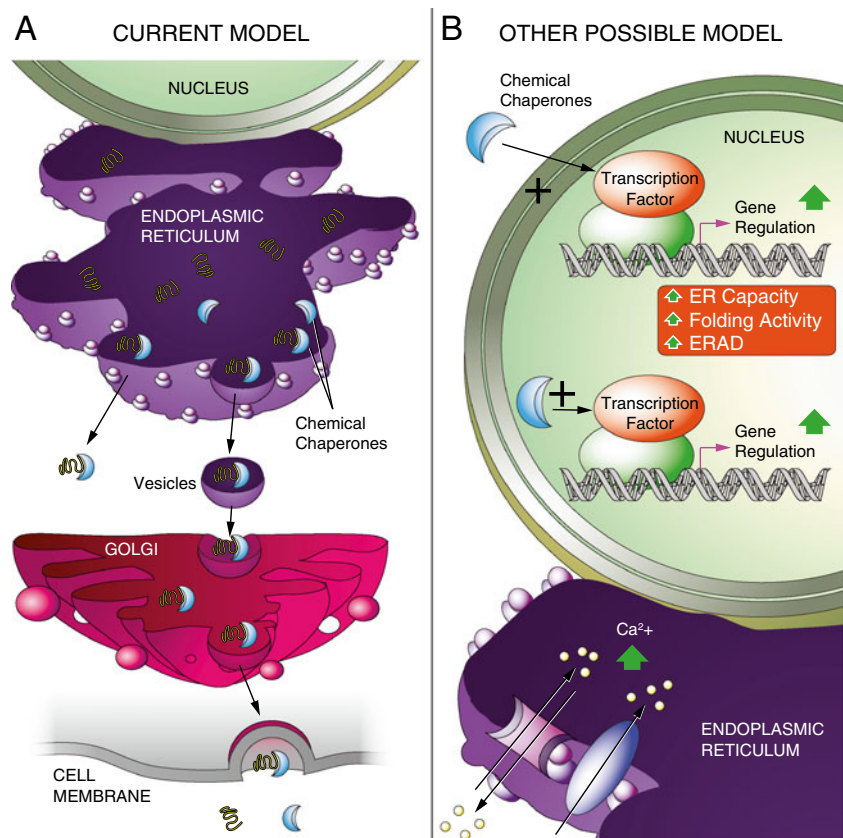 A
CURRENT MODEL
NUCLEUS
ENDOPLASMIC
RETICULUM
Chemical
Chaperones
Vesicles
GOLGI
CELL
MEMBRANE
B
OTHER POSSIBLE MODEL
Chemical
Chaperones
NUCLEUS
+
Transcription
Factor
Gene
Regulation
ER Capacity
Folding Activity
ERAD
+
Transcription
Factor
Gene
Regulation
Ca²+
ENDOPLASMIC
RETICULUM